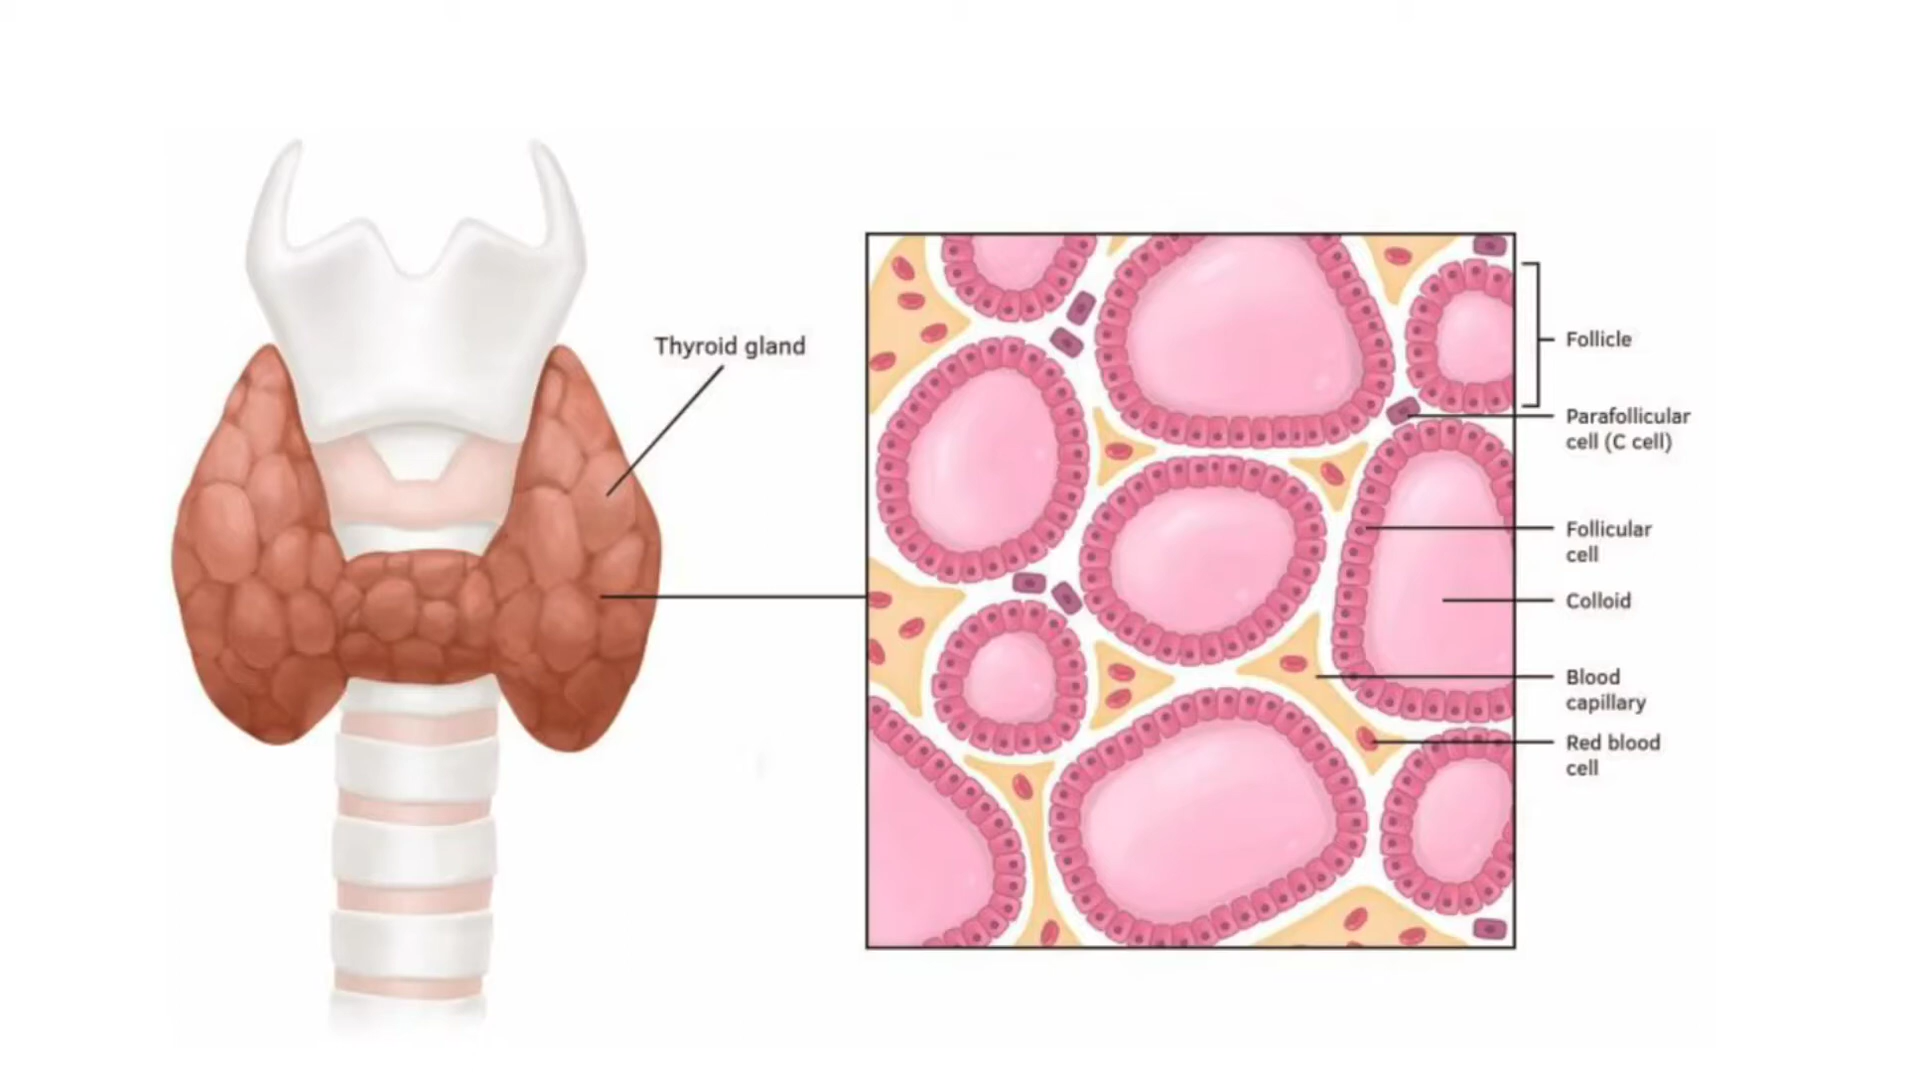 Thyroid gland
Follicle
Parafollicular
cell (C cell)
Follicular
cell
Colloid
Blood
capillary
Red blood
cell